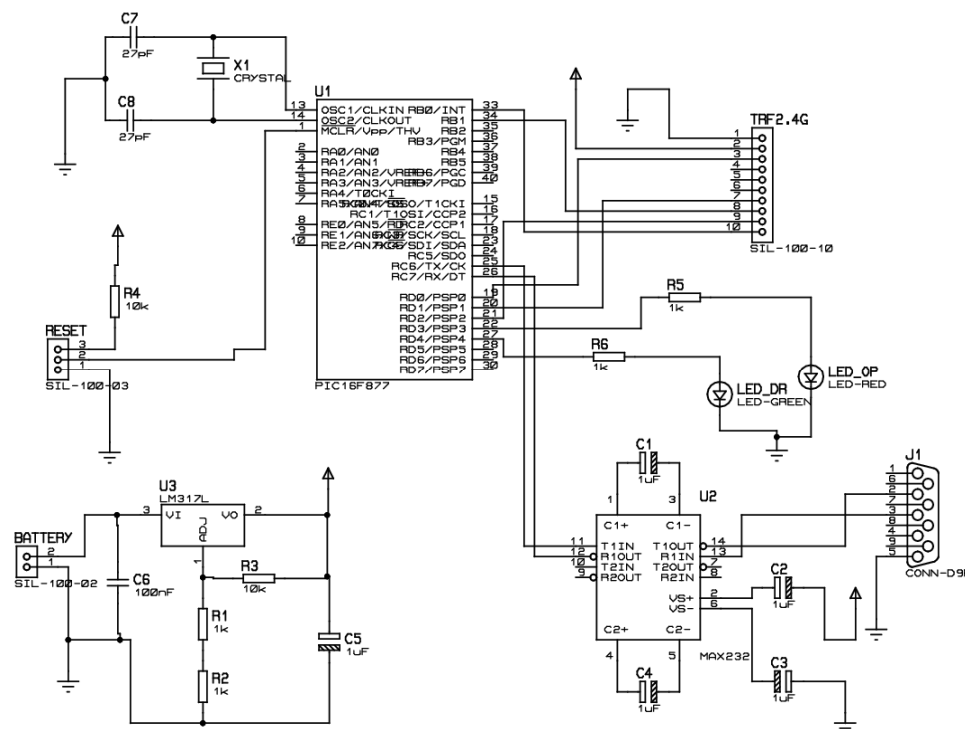 C7
27pF
X1
CRYSTAL
C8
27pF
U1
13
14
1
2
3
4
5
6
7
8
9
10
OSC1/CLKIN
OSC2/CLKOUT
MCLR/Vpp/THV
RA0/AN0
RA1/AN1
RA2/AN2/VREF-
RA3/AN3/VREF+
RA4/T0CKI
RE0/AN5/RD
RB0/INT
RB1
RB2
RB3/PGM
RB4
RB5
RB6/PGC
RB7/PGD
RC1/T1OSI/CCP2
RC2/CCP1
RC5/SDO
RC6/TX/CK
RC7/RX/DT
RD0/PSP0
RD1/PSP1
RD2/PSP2
RD3/PSP3
RD4/PSP4
RD5/PSP5
RD6/PSP6
RD7/PSP7
33
34
35
36
37
38
39
40
15
16
17
18
23
24
25
26
19
20
21
22
27
28
29
30
PIC16F877
TRF2.4G
1
2
3
4
5
6
7
8
9
10
SIL-100-10
R4
10k
RESET
3
2
1
SIL-100-03
R5
1k
R6
1k
LED_OP
LED-RED
LED_DR
LED-GREEN
U3
LM317L
3
VI
VO
2
ADJ
1
BATTERY
2
1
SIL-100-02
C6
100nF
R3
10k
R1
1k
R2
1k
C5
1uF
C1
1uF
U2
1
3
C1+
C1-
11
12
10
9
T1IN
R1OUT
T2IN
R2OUT
T1OUT
R1IN
T2OUT
R2IN
VS+
VS-
14
13
7
8
2
6
C2+
C2-
4
5
MAX232
C4
1uF
C2
1uF
C3
1uF
J1
1
6
2
7
3
8
4
9
5